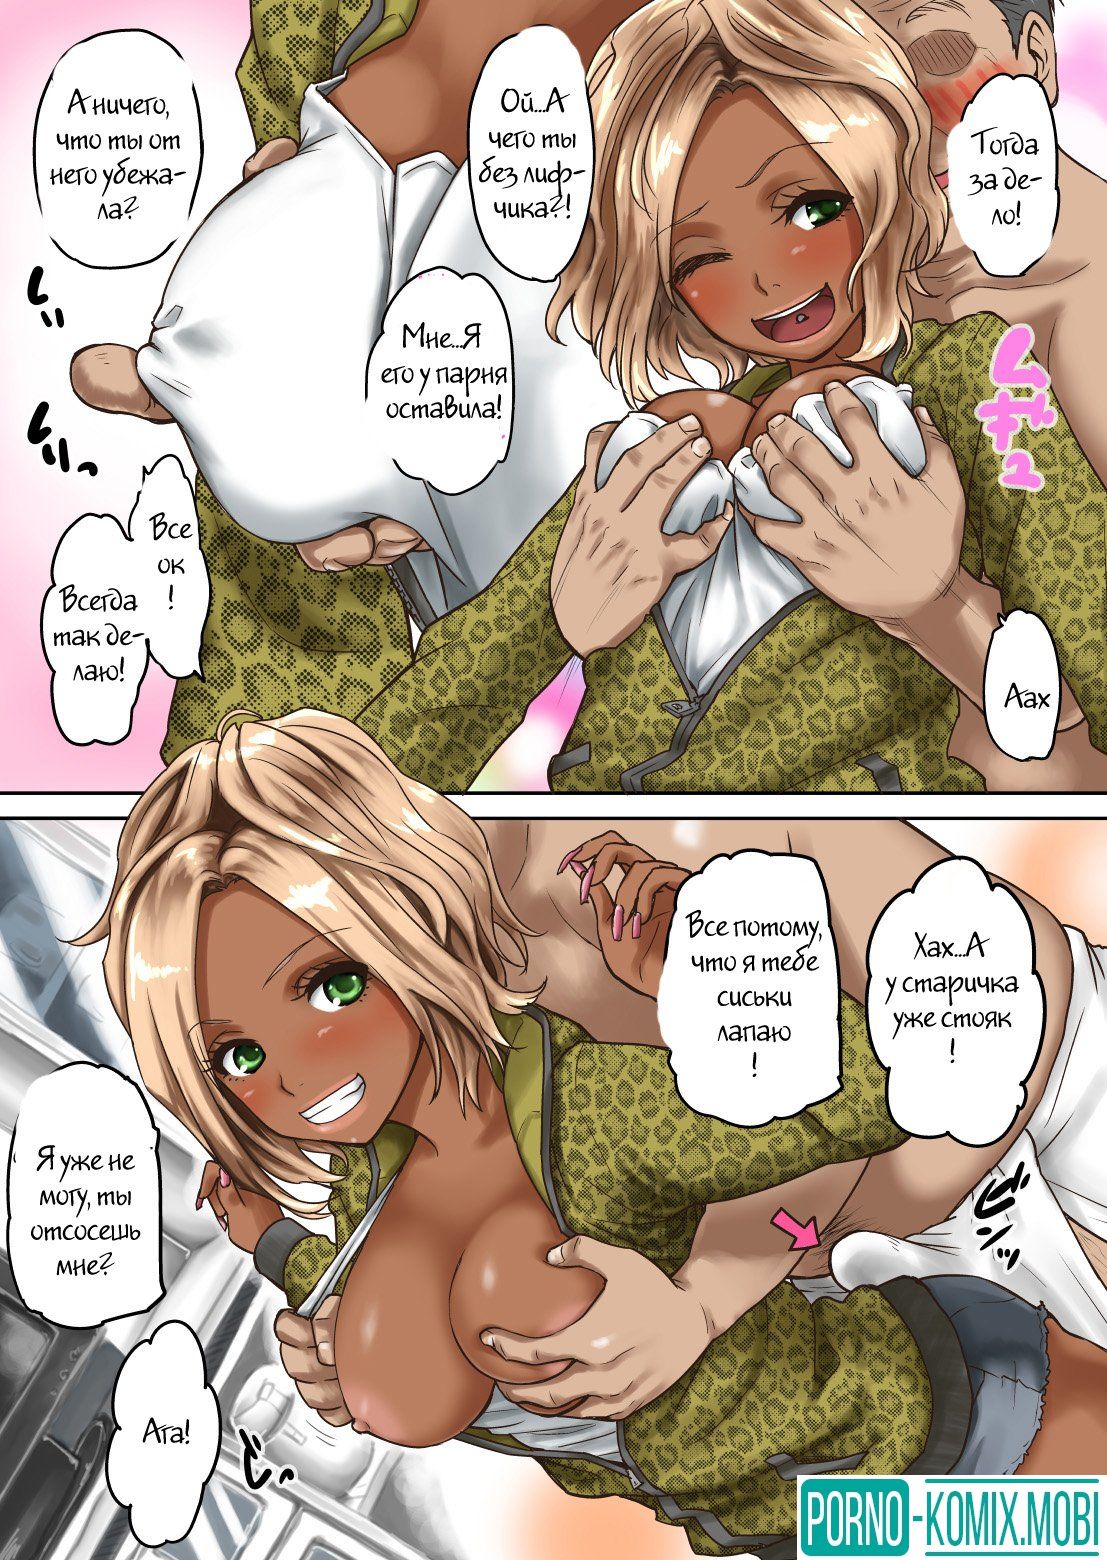 Тогда
за де-
ло!
Ой...А
чего ты
без лиф-
чика?!
А ничего,
что ты от
него убежа-
ла?
Мне...Я
его у парня
оставила!
Все
ок
!
Всегда
так де-
лаю!
Аах
Хах...А
у старичка
уже стояк
!
Все потому,
что я тебе
сиськи
лапаю
!
Я уже не
могу, ты
отсосешь
мне?
Ага!
PORNO-KOMIX.MOBI